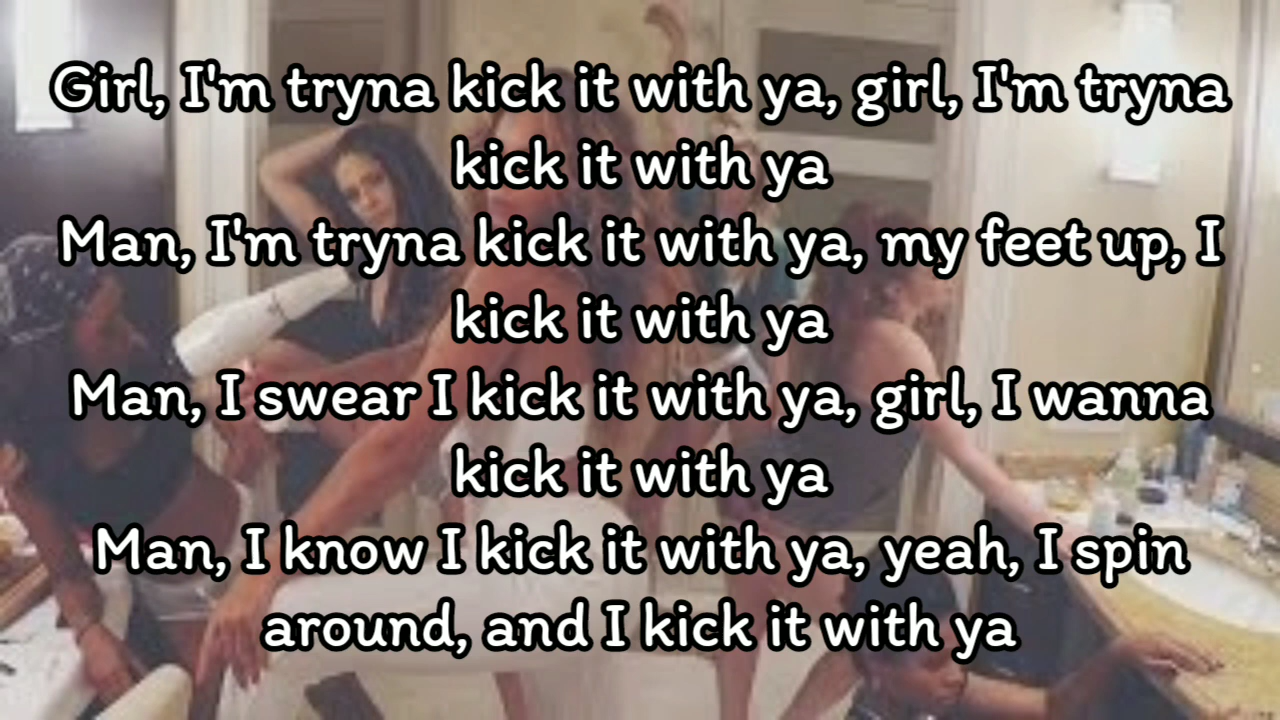 Girl, I'm tryna kick it with ya, girl, I'm tryna
kick it with ya
Man, I'm tryna kick it with ya, my feet up, I
kick it with ya
Man, I swear I kick it with ya, girl, I wanna
kick it with ya
Man, I know I kick it with ya, yeah, I spin
around, and I kick it with ya